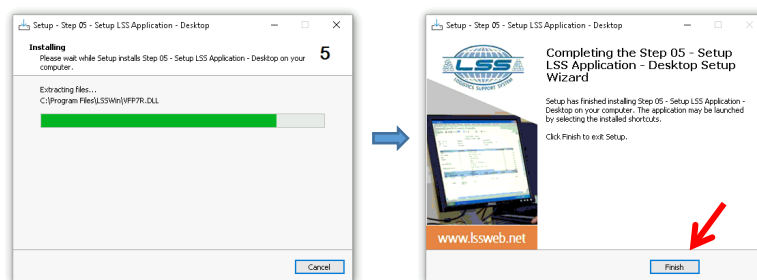 Setup - Step 05 - Setup LSS Application - Desktop
Installing
Please wait while Setup installs Step 05 - Setup LSS Application - Desktop on your
computer.
5
Extracting files...
C:\Program Files\LSSWin\VFP7R.DLL
Cancel
Setup - Step 05 - Setup LSS Application - Desktop
LSS
LOGISTICS SUPPORT SYSTEM
www.lssweb.net
Completing the Step 05 - Setup
LSS Application - Desktop Setup
Wizard
Setup has finished installing Step 05 - Setup LSS Application -
Desktop on your computer. The application may be launched
by selecting the installed shortcuts.
Click Finish to exit Setup.
Finish